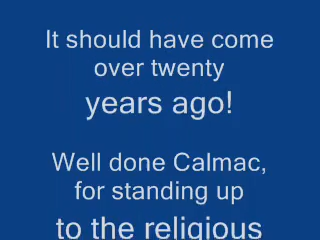 It should have come
over twenty
years ago!
Well done Calmac,
for standing up
to the religious